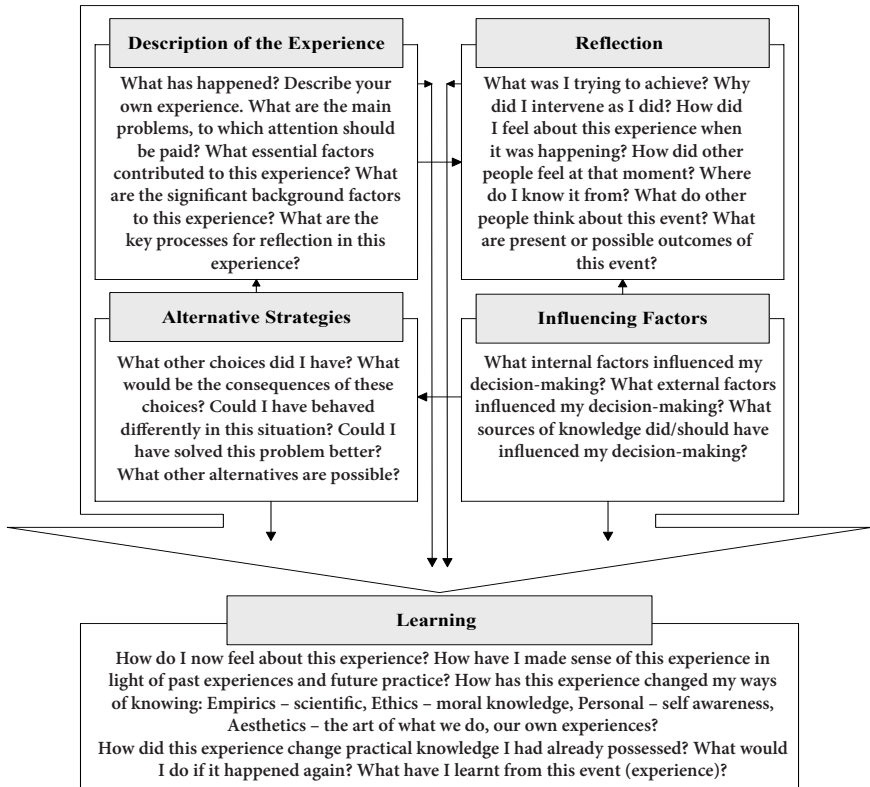 Description of the Experience
What has happened? Describe your
own experience. What are the main
problems, to which attention should
be paid? What essential factors
contributed to this experience? What
are the significant background factors
to this experience? What are the
key processes for reflection in this
experience?
Reflection
What was I trying to achieve? Why
did I intervene as I did? How did
I feel about this experience when
it was happening? How did other
people feel at that moment? Where
do I know it from? What do other
people think about this event? What
are present or possible outcomes of
this event?
Alternative Strategies
What other choices did I have? What
would be the consequences of these
choices? Could I have behaved
differently in this situation? Could I
have solved this problem better?
What other alternatives are possible?
Influencing Factors
What internal factors influenced my
decision-making? What external factors
influenced my decision-making? What
sources of knowledge did/should have
influenced my decision-making?
Learning
How do I now feel about this experience? How have I made sense of this experience in
light of past experiences and future practice? How has this experience changed my ways
of knowing: Empirics – scientific, Ethics – moral knowledge, Personal – self awareness,
Aesthetics – the art of what we do, our own experiences?
How did this experience change practical knowledge I had already possessed? What would
I do if it happened again? What have I learnt from this event (experience)?